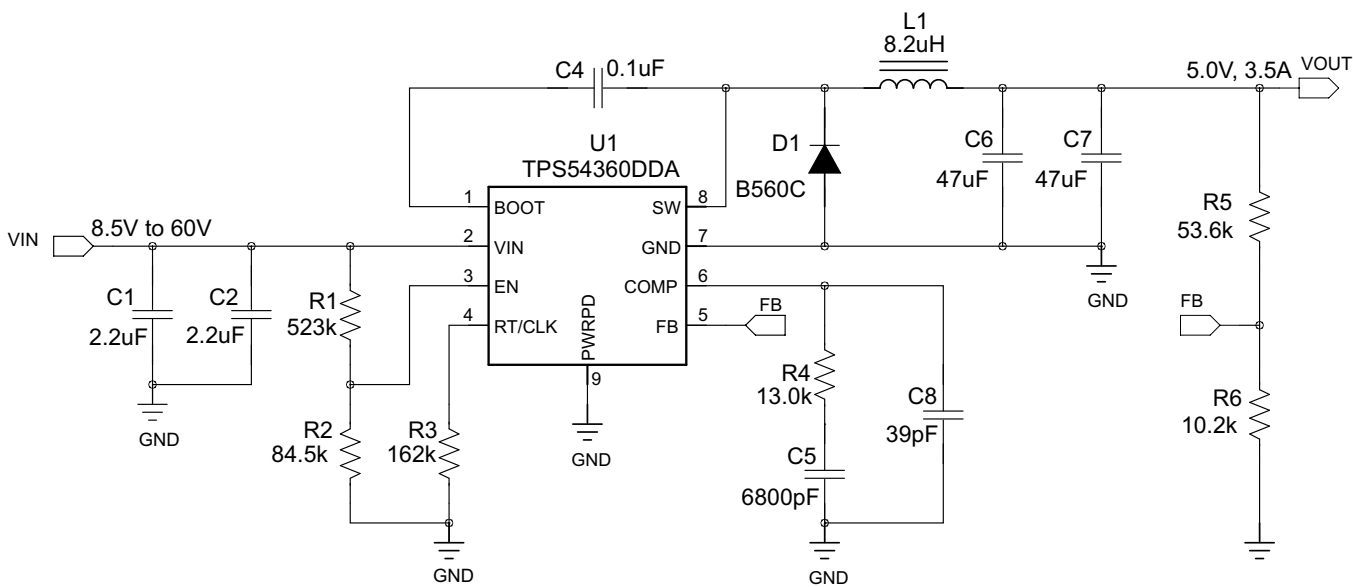 L1
8.2uH
C4
0.1uF
5.0V, 3.5A
VOUT
U1
TPS54360DDA
D1
B560C
C6
47uF
C7
47uF
R5
53.6k
1
BOOT
SW
8
VIN
8.5V to 60V
2
VIN
GND
7
3
EN
COMP
6
GND
4
RT/CLK
PWRPD
FB
5
FB
FB
C1
2.2uF
C2
2.2uF
R1
523k
9
GND
R4
13.0k
C8
39pF
R6
10.2k
GND
R2
84.5k
R3
162k
C5
6800pF
GND
GND